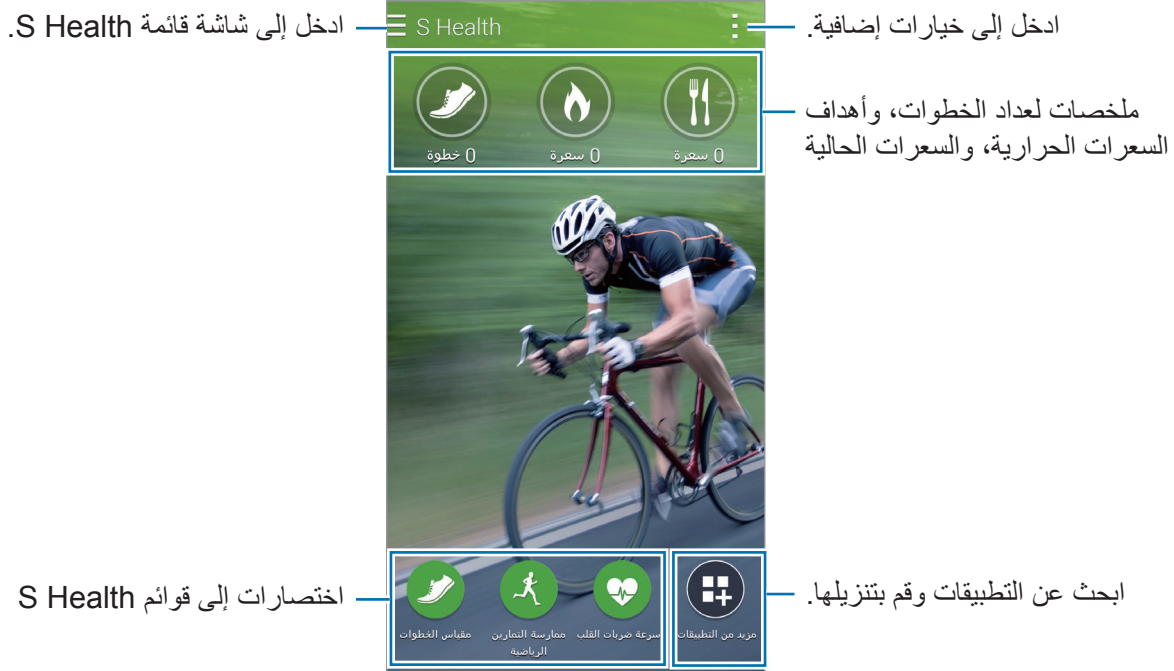 ادخل إلى شاشة قائمة S Health.
S Health
ادخل إلى خيارات إضافية.
ملخصات لعداد الخطوات، وأهداف
السعرات الحرارية، والسعرات الحالية
0 خطوة
0 سعرة
0 سعرة
اختصارات إلى قوائم S Health
ابحث عن التطبيقات وقم بتنزيلها.
مقياس الخطوات
ممارسة التمارين
الرياضية
سرعة ضربات القلب
مزيد من التطبيقات